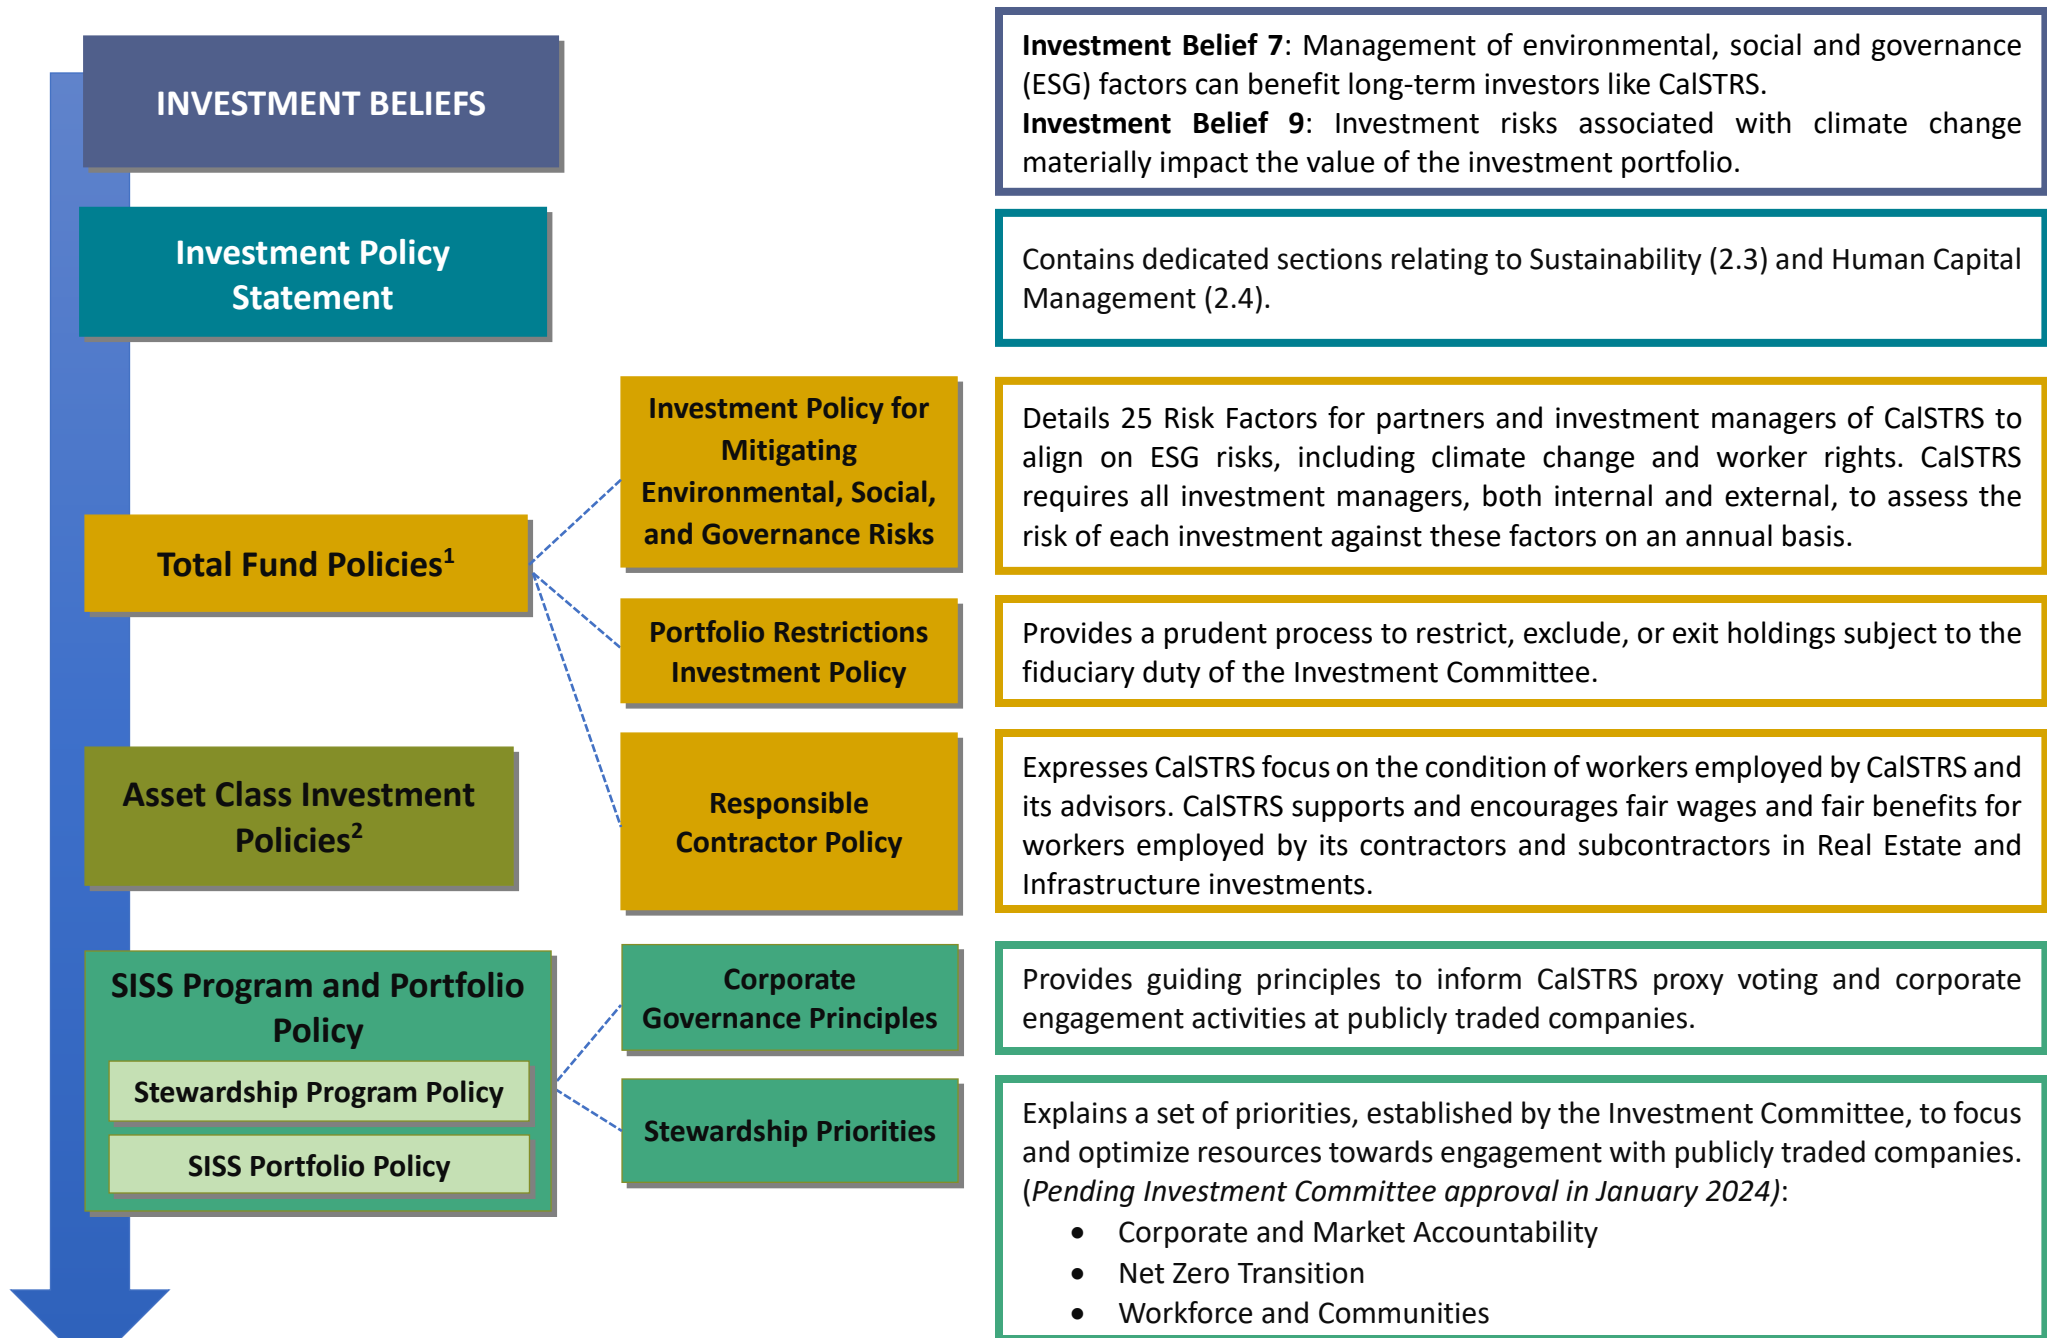 INVESTMENT BELIEFS
Investment Belief 7: Management of environmental, social and governance
(ESG) factors can benefit long-term investors like CalSTRS.
Investment Belief 9: Investment risks associated with climate change
materially impact the value of the investment portfolio.
Investment Policy
Statement
Contains dedicated sections relating to Sustainability (2.3) and Human Capital
Management (2.4).
Total Fund Policies¹
Investment Policy for
Mitigating
Environmental, Social,
and Governance Risks
Details 25 Risk Factors for partners and investment managers of CalSTRS to
align on ESG risks, including climate change and worker rights. CalSTRS
requires all investment managers, both internal and external, to assess the
risk of each investment against these factors on an annual basis.
Portfolio Restrictions
Investment Policy
Provides a prudent process to restrict, exclude, or exit holdings subject to the
fiduciary duty of the Investment Committee.
Asset Class Investment
Policies²
Responsible
Contractor Policy
Expresses CalSTRS focus on the condition of workers employed by CalSTRS and
its advisors. CalSTRS supports and encourages fair wages and fair benefits for
workers employed by its contractors and subcontractors in Real Estate and
Infrastructure investments.
SISS Program and Portfolio
Policy
Stewardship Program Policy
SISS Portfolio Policy
Corporate
Governance Principles
Provides guiding principles to inform CalSTRS proxy voting and corporate
engagement activities at publicly traded companies.
Stewardship Priorities
Explains a set of priorities, established by the Investment Committee, to focus
and optimize resources towards engagement with publicly traded companies.
(Pending Investment Committee approval in January 2024):
• Corporate and Market Accountability
• Net Zero Transition
• Workforce and Communities